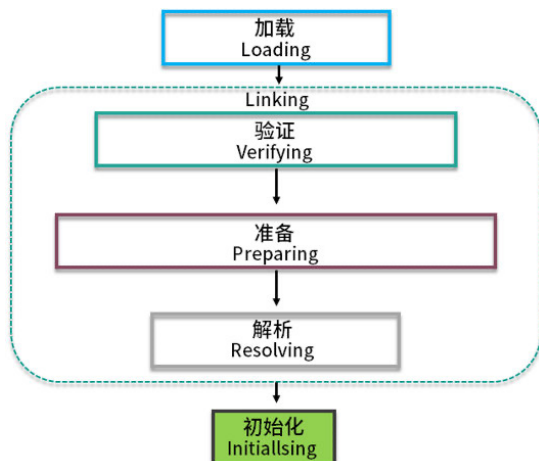 加载
Loading
Linking
验证
Verifying
准备
Preparing
解析
Resolving
初始化
Initiallsing